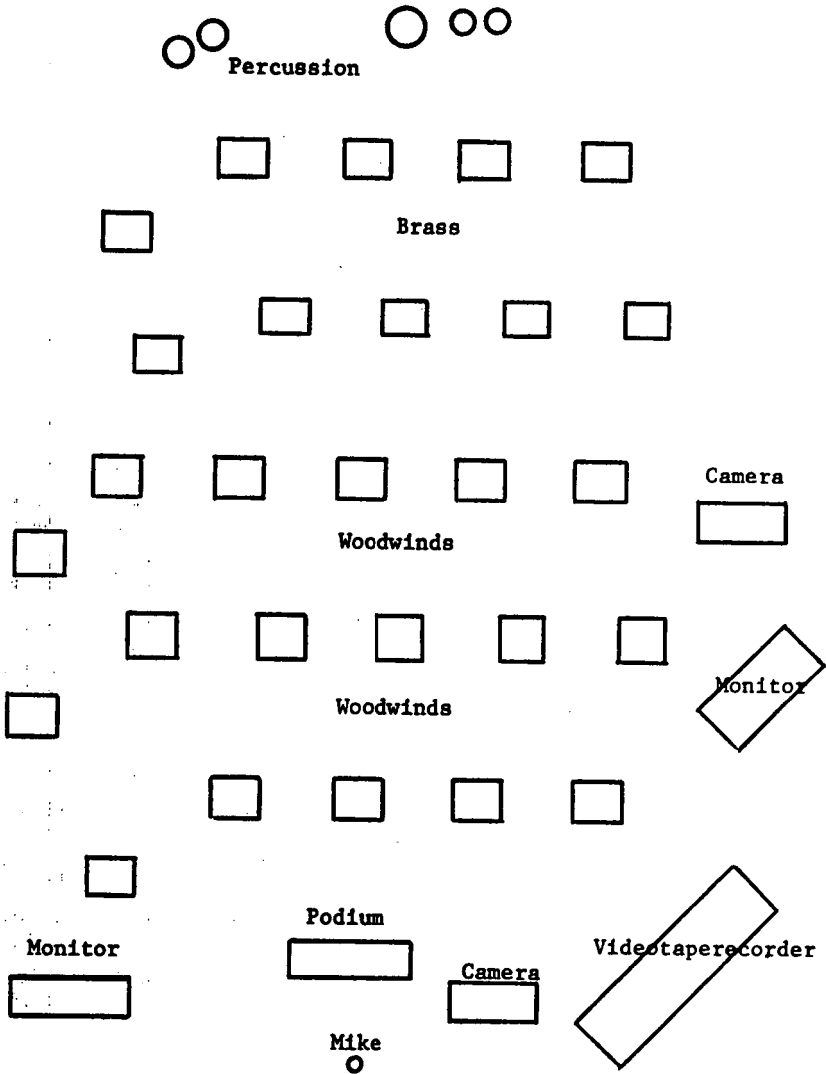 Percussion
Brass
Camera
Woodwinds
Monitor
Woodwinds
Podium
Monitor
Videotaperecorder
Camera
Mike